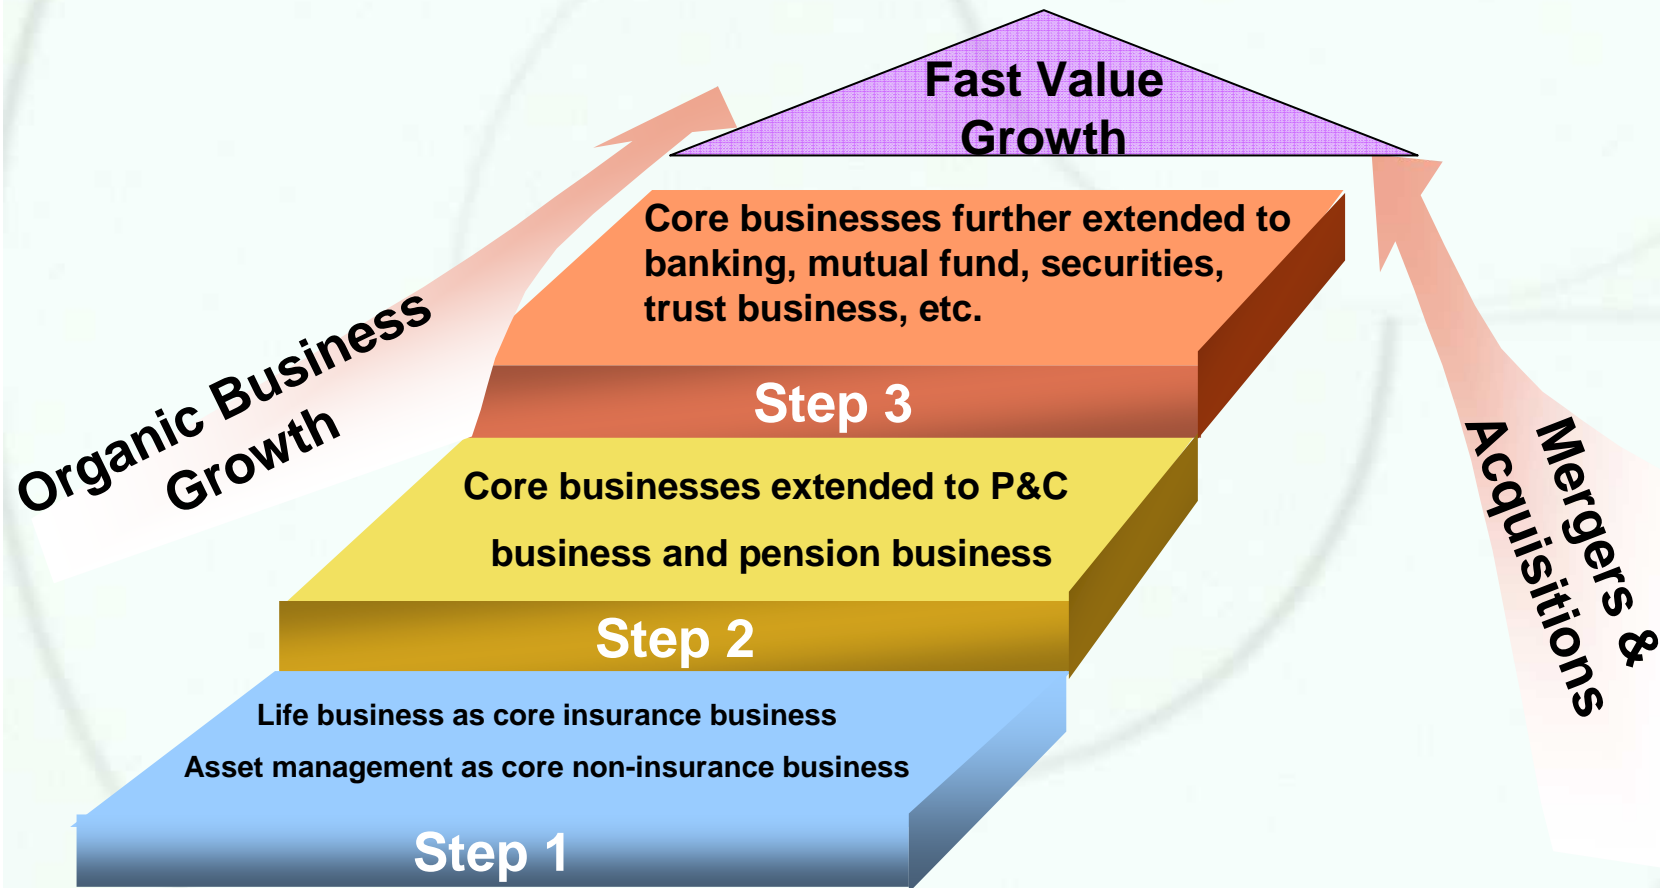 Fast Value
Growth
Core businesses further extended to
banking, mutual fund, securities,
trust business, etc.
Step 3
Organic Business
Growth
Mergers &
Acquisitions
Core businesses extended to P&C
business and pension business
Step 2
Life business as core insurance business
Asset management as core non-insurance business
Step 1